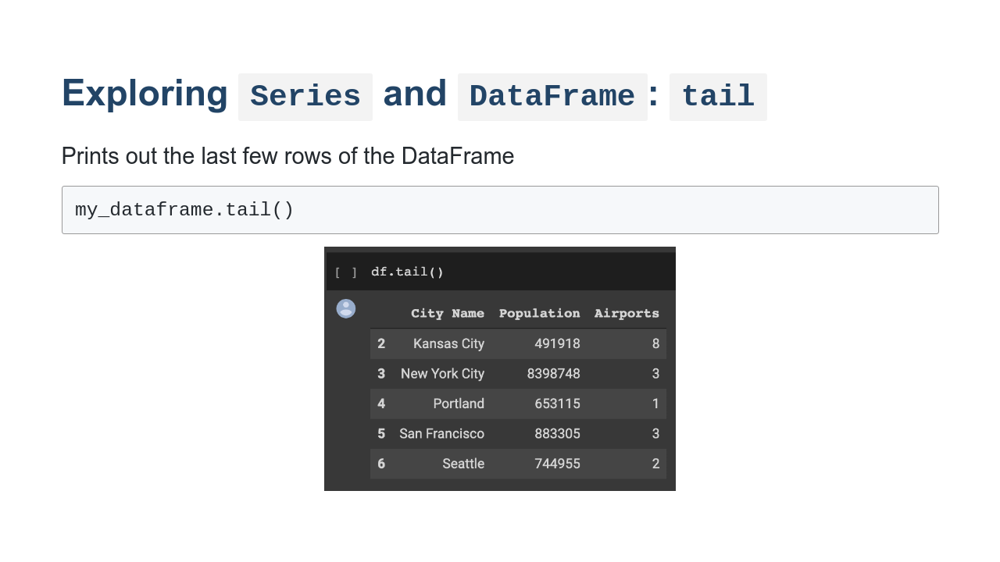 Exploring Series and DataFrame: tail
Prints out the last few rows of the DataFrame
my_dataframe.tail()
[ ] df.tail()
City Name Population Airports
2 Kansas City 491918 8
3 New York City 8398748 3
4 Portland 653115 1
5 San Francisco 883305 3
6 Seattle 744955 2